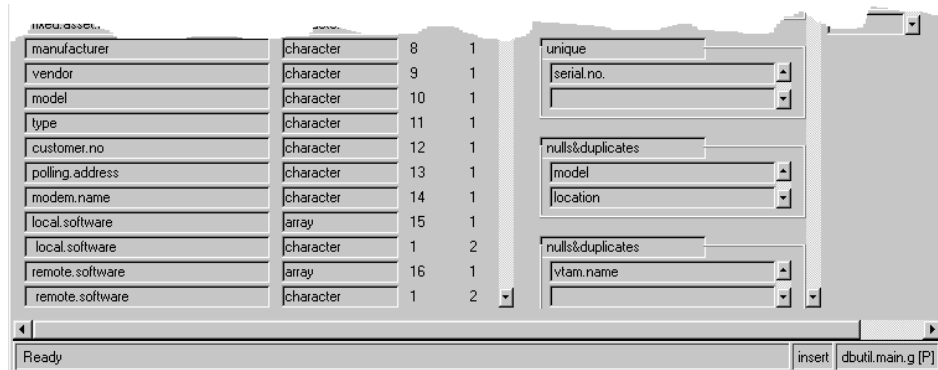 manufacturer character 8 1 unique
vendor character 9 1 serial.no.
model character 10 1
type character 11 1
customer.no character 12 1 nulls&duplicates
polling.address character 13 1 model
modem.name character 14 1 location
local.software array 15 1
local.software character 1 2 nulls&duplicates
remote.software array 16 1 vtam.name
remote.software character 1 2
Ready insert dbutil.main.g [P]